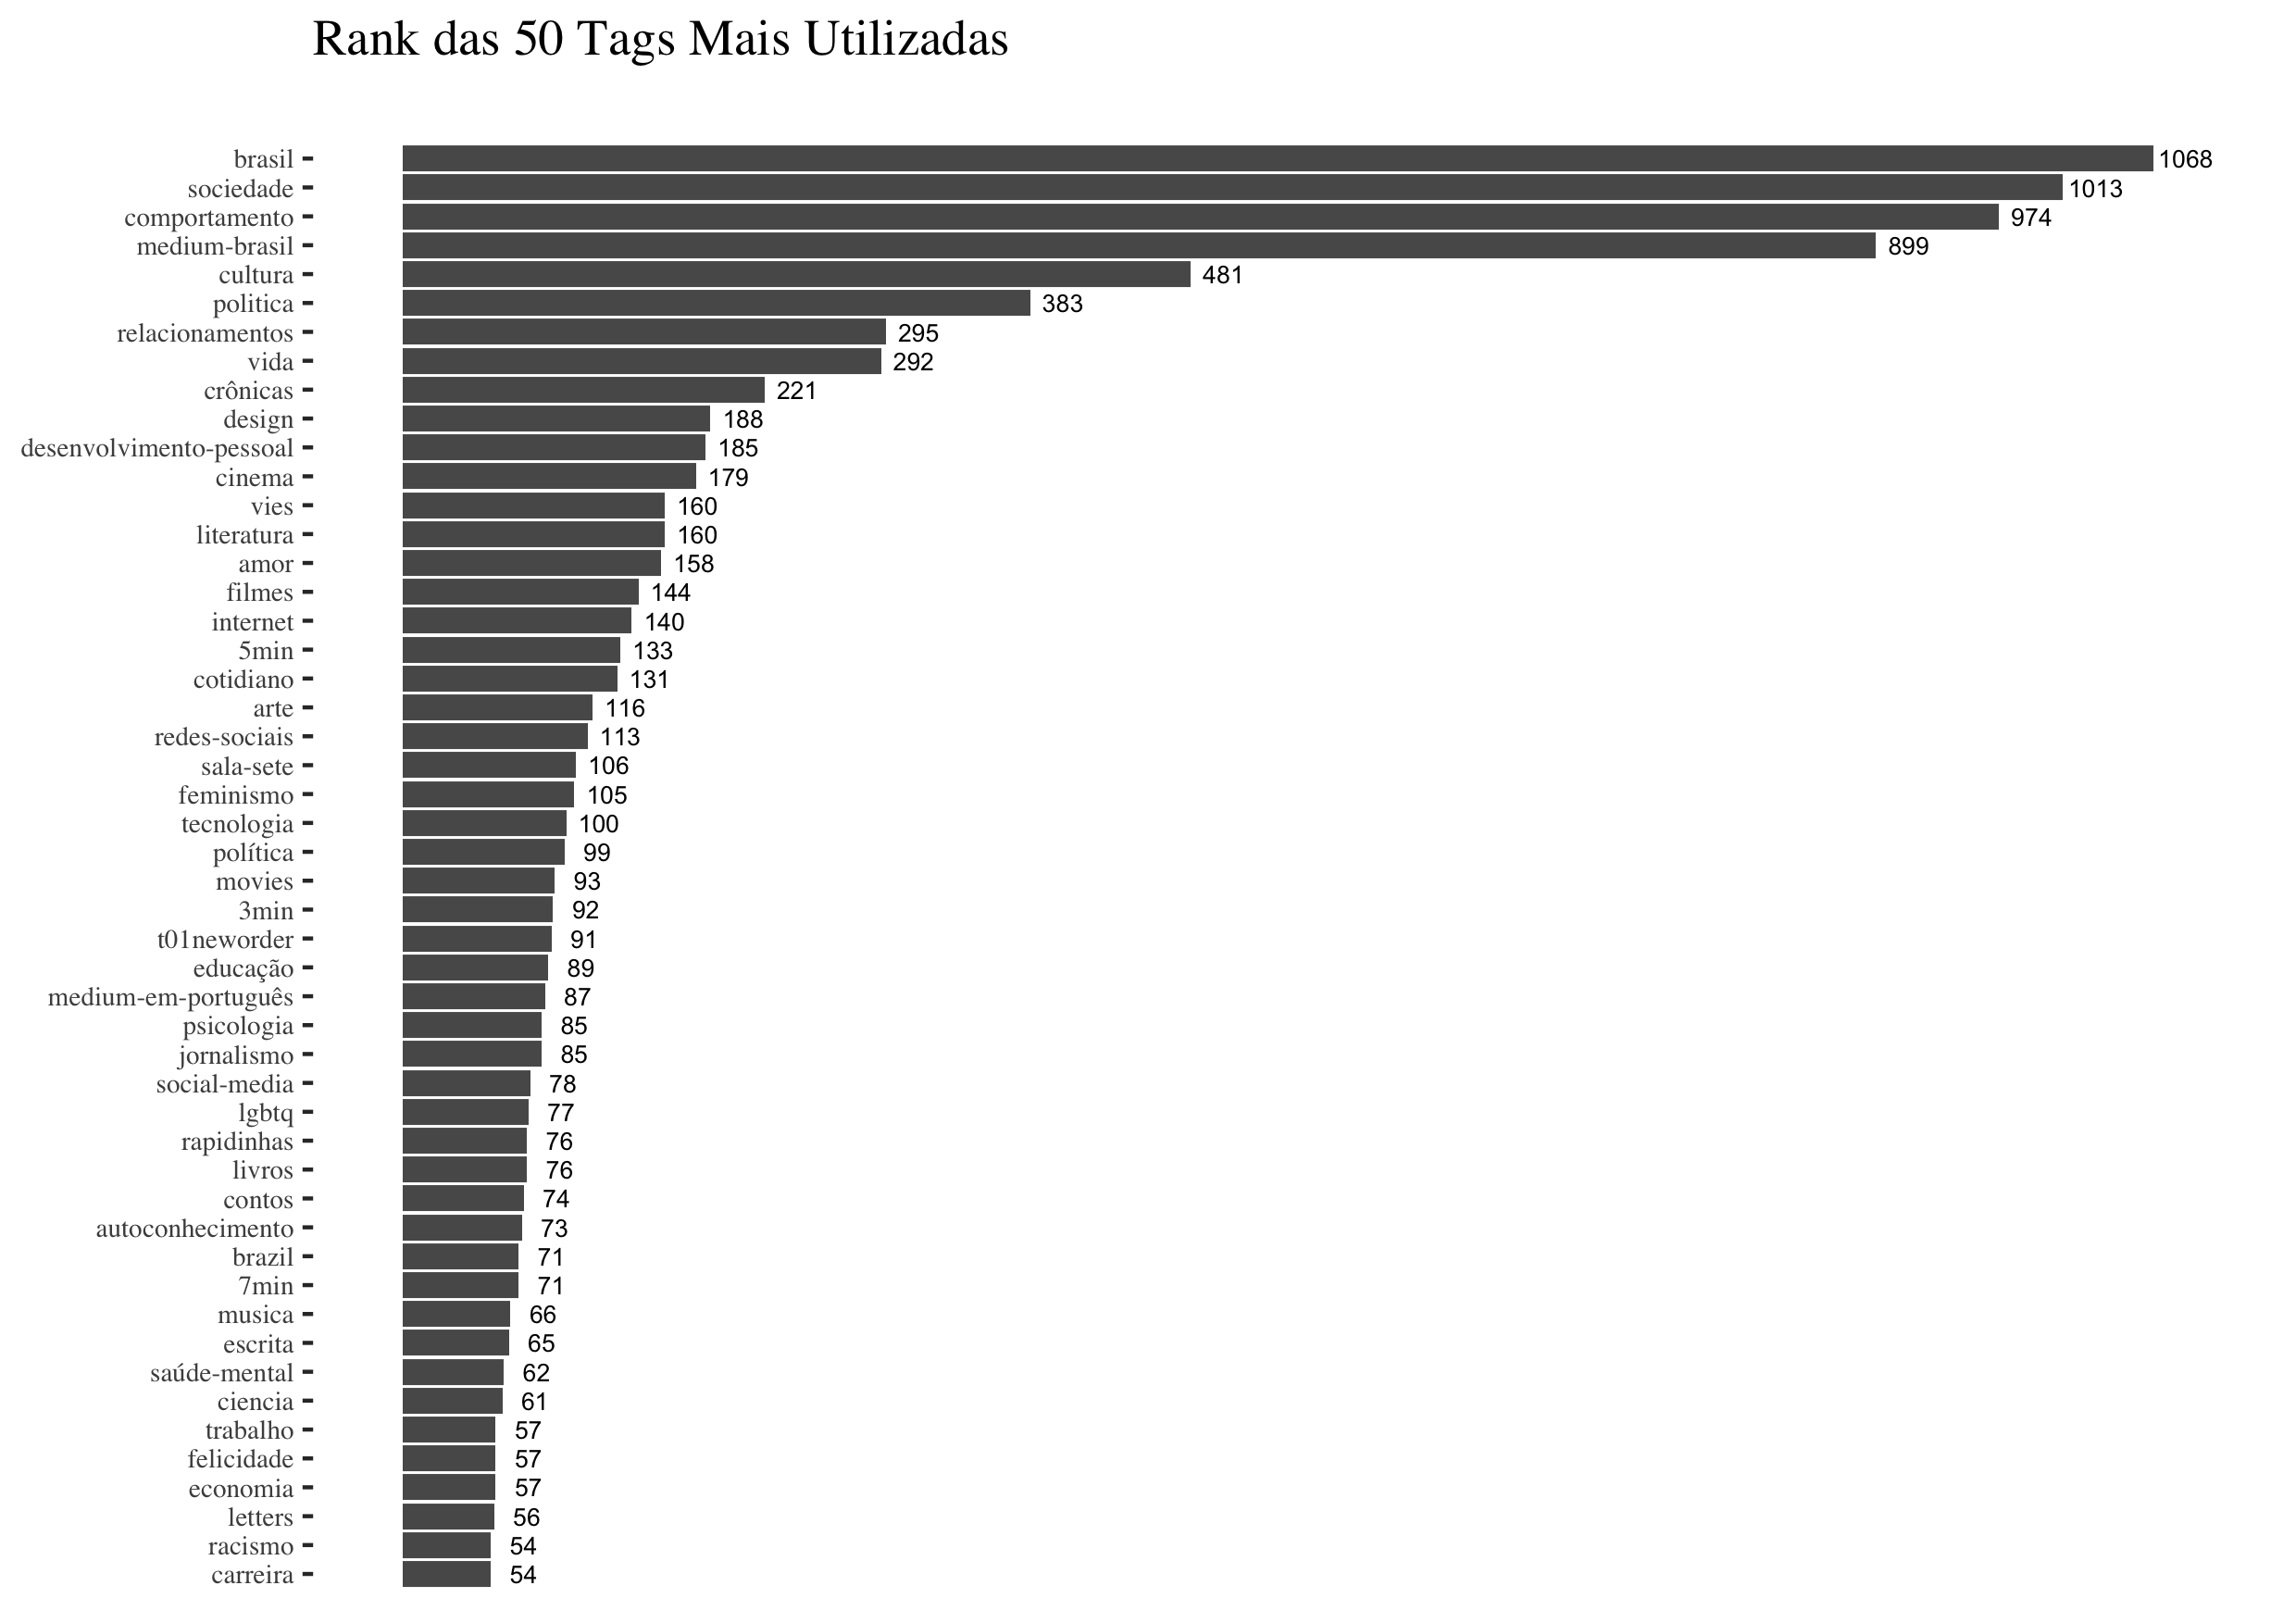 Rank das 50 Tags Mais Utilizadas
brasil 1068
sociedade 1013
comportamento 974
medium-brasil 899
cultura 481
politica 383
relacionamentos 295
vida 292
crônicas 221
design 188
desenvolvimento-pessoal 185
cinema 179
vies 160
literatura 160
amor 158
filmes 144
internet 140
5min 133
cotidiano 131
arte 116
redes-sociais 113
sala-sete 106
feminismo 105
tecnologia 100
política 99
movies 93
3min 92
t01neworder 91
educação 89
medium-em-português 87
psicologia 85
jornalismo 85
social-media 78
lgbtq 77
rapidinhas 76
livros 76
contos 74
autoconhecimento 73
brazil 71
7min 71
musica 66
escrita 65
saúde-mental 62
ciencia 61
trabalho 57
felicidade 57
economia 57
letters 56
racismo 54
carreira 54